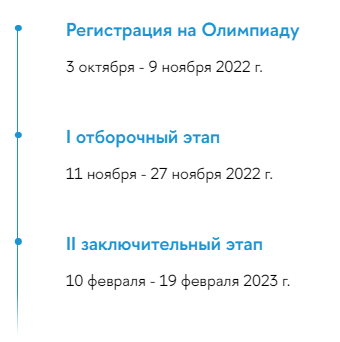 Регистрация на Олимпиаду
3 октября - 9 ноября 2022 г.
I отборочный этап
11 ноября - 27 ноября 2022 г.
II заключительный этап
10 февраля - 19 февраля 2023 г.